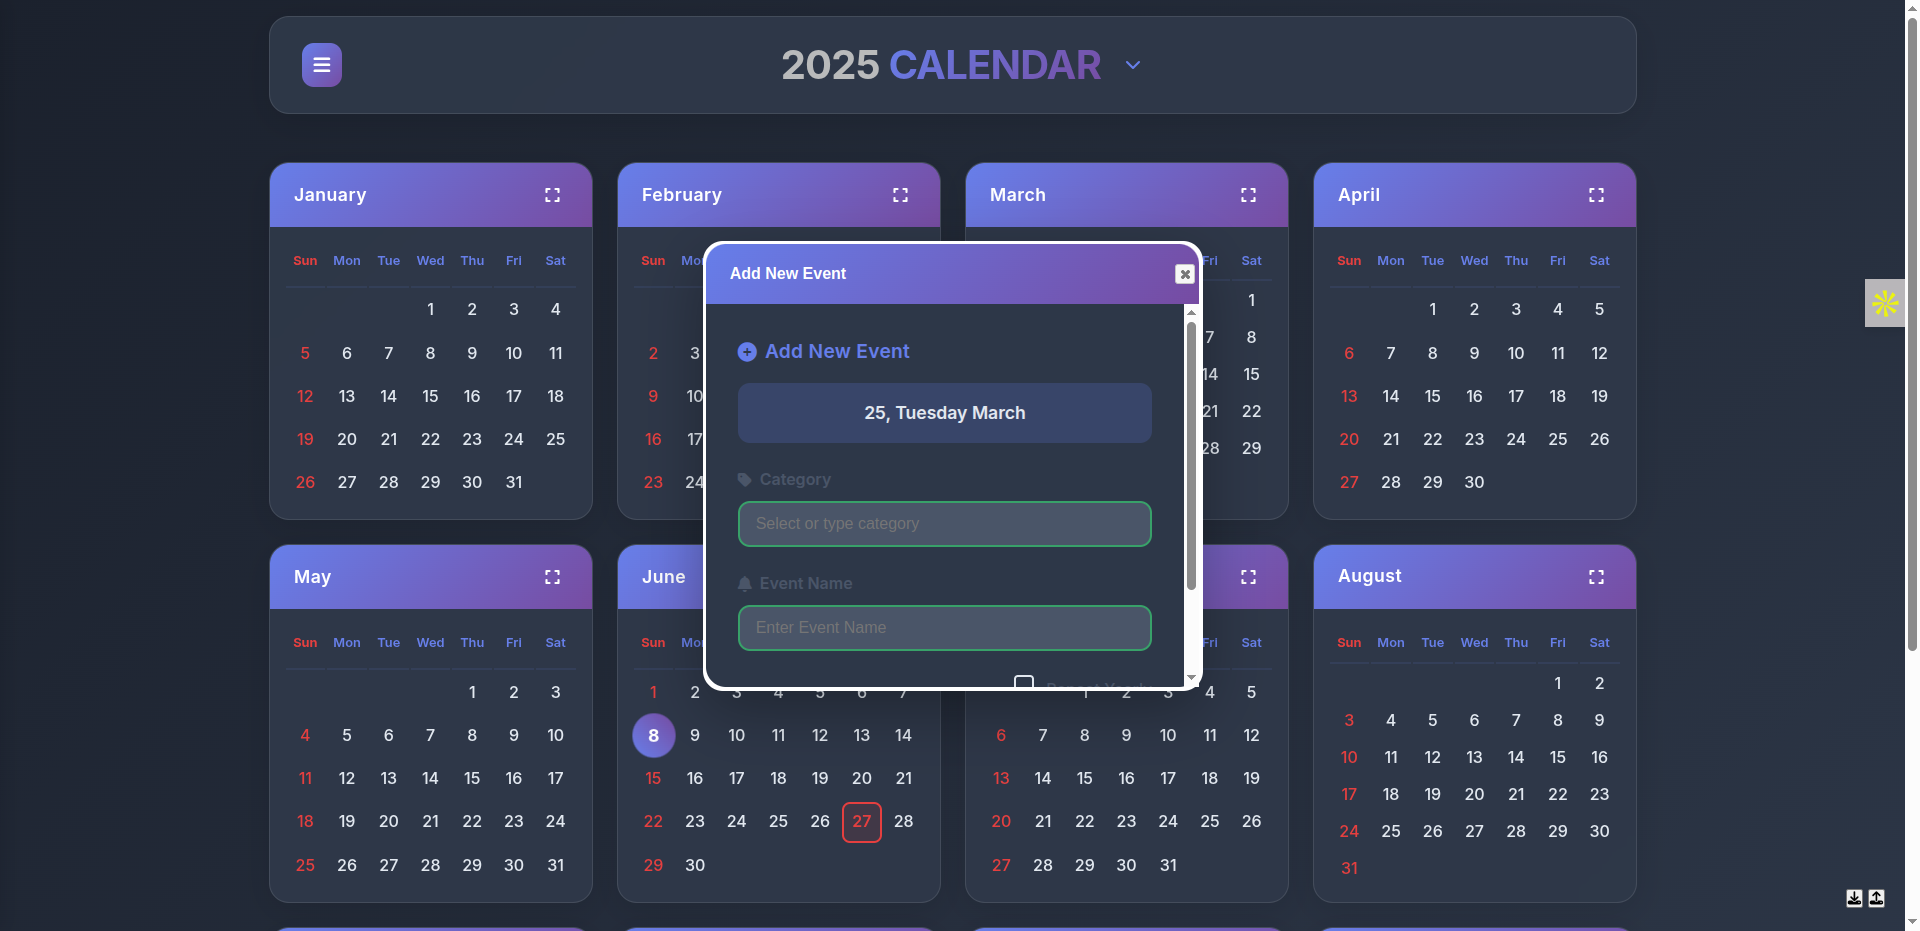 2025 CALENDAR
January
Sun Mon Tue Wed Thu Fri Sat
1 2 3 4
5 6 7 8 9 10 11
12 13 14 15 16 17 18
19 20 21 22 23 24 25
26 27 28 29 30 31
February
Sun
2 3
9 10
16 17
23 24
March
Fri Sat
1
7 8
14 15
21 22
28 29
April
Sun Mon Tue Wed Thu Fri Sat
1 2 3 4 5
6 7 8 9 10 11 12
13 14 15 16 17 18 19
20 21 22 23 24 25 26
27 28 29 30
Add New Event
Add New Event
25, Tuesday March
Category
Select or type category
Event Name
Enter Event Name
May
Sun Mon Tue Wed Thu Fri Sat
1 2 3
4 5 6 7 8 9 10
11 12 13 14 15 16 17
18 19 20 21 22 23 24
25 26 27 28 29 30 31
June
Sun
1 2 3 4 5 6 7
8 9 10 11 12 13 14
15 16 17 18 19 20 21
22 23 24 25 26 27 28
29 30
Fri Sat
1 2 3 4 5
6 7 8 9 10 11 12
13 14 15 16 17 18 19
20 21 22 23 24 25 26
27 28 29 30 31
August
Sun Mon Tue Wed Thu Fri Sat
1 2
3 4 5 6 7 8 9
10 11 12 13 14 15 16
17 18 19 20 21 22 23
24 25 26 27 28 29 30
31